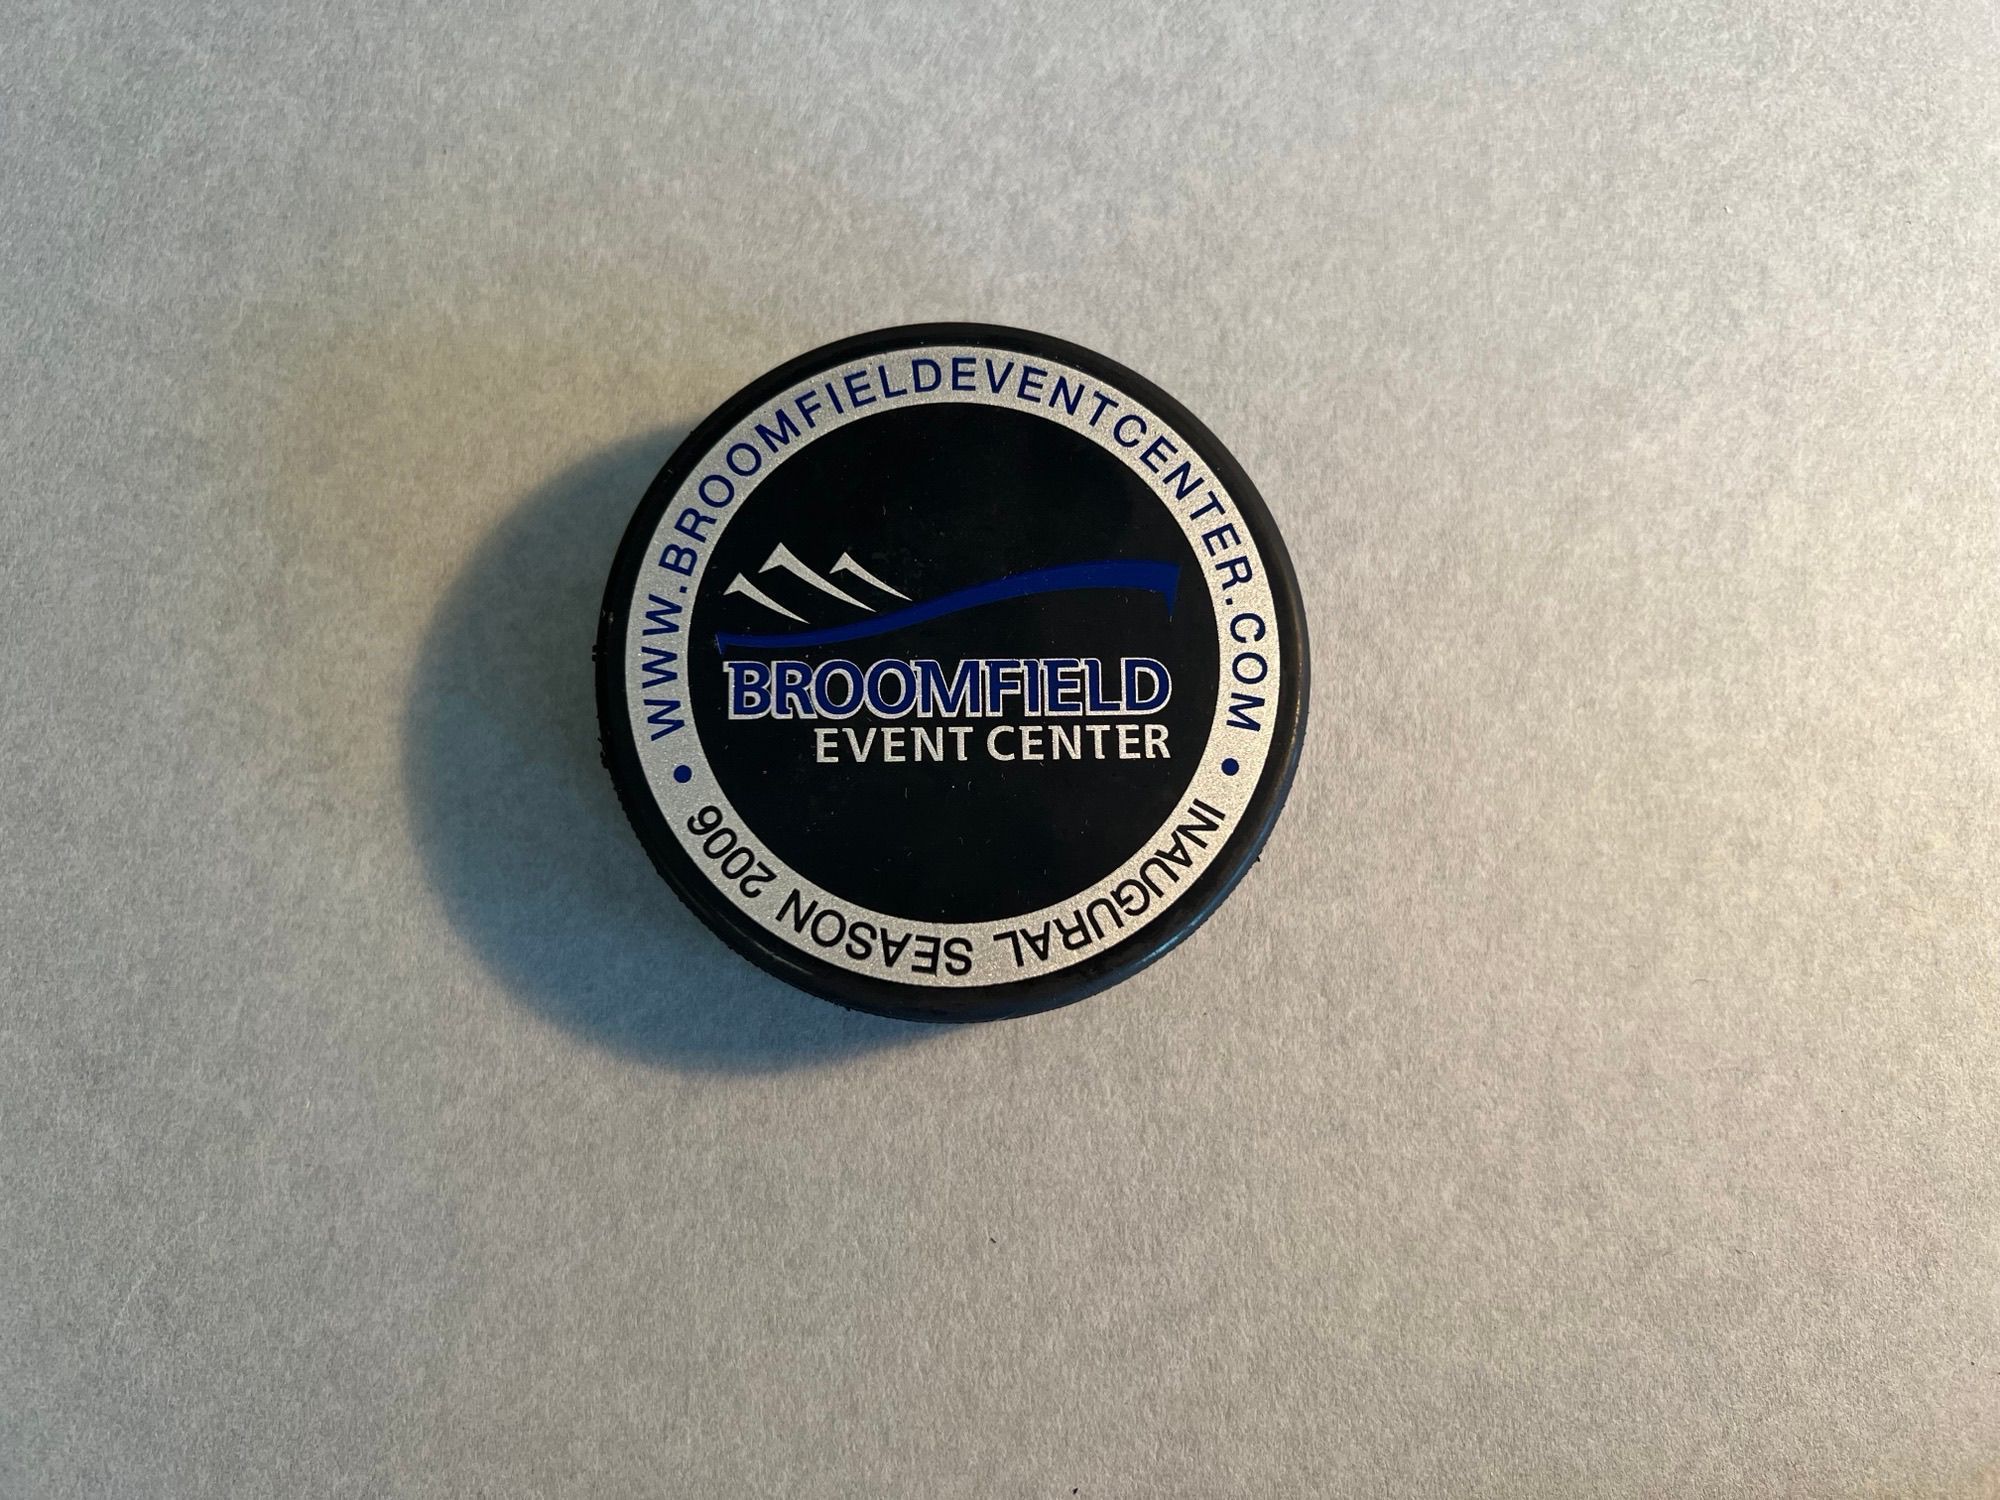 WWW.BROOMFIELDEVENTCENTER.COM
BROOMFIELD
EVENT CENTER
• INAUGURAL SEASON 2006 •